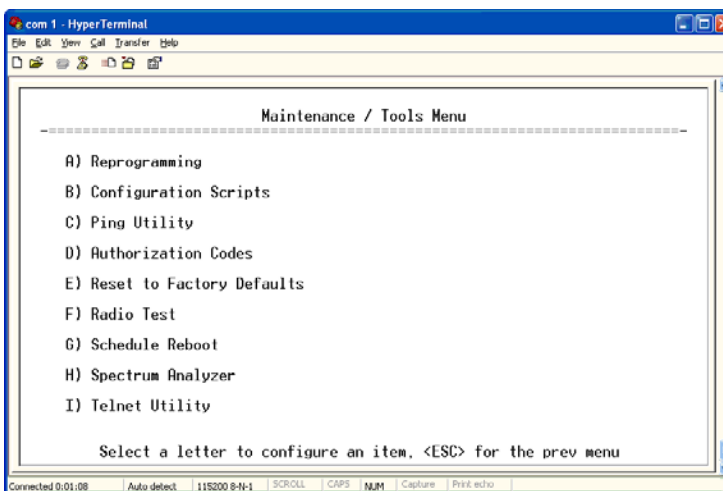 com 1 - HyperTerminal
File Edit View Call Transfer Help
Maintenance / Tools Menu
A) Reprogramming
B) Configuration Scripts
C) Ping Utility
D) Authorization Codes
E) Reset to Factory Defaults
F) Radio Test
G) Schedule Reboot
H) Spectrum Analyzer
I) Telnet Utility
Select a letter to configure an item, <ESC> for the prev menu
Connected 0:01:08 Auto detect 115200 8-N-1 SCROLL CAPS NUM Capture Print echo